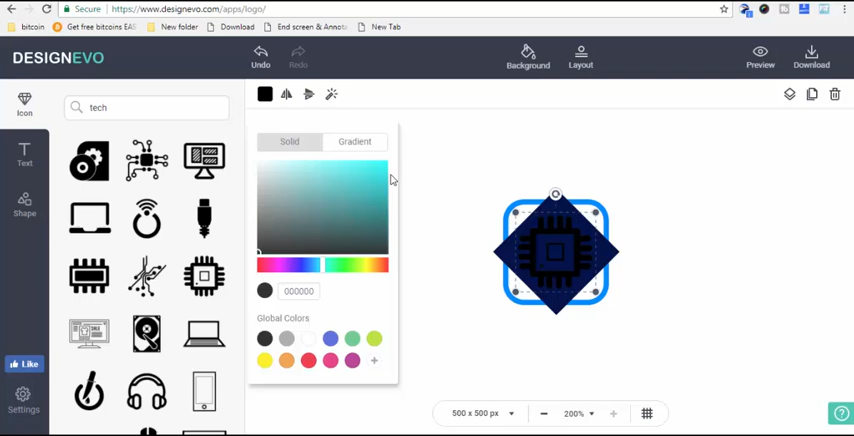 Secure
https://www.designevo.com/apps/logo/
bitcoin
Get free bitcoins EAS
New folder
Download
End screen & Annota
New Tab
DESIGNEVO
Undo
Redo
Background
Layout
Preview
Download
Icon
tech
Text
Shape
Solid
Gradient
000000
Global Colors
Like
Settings
500 x 500 px
200%